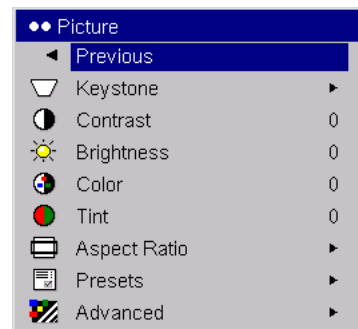 Picture
Previous
Keystone
Contrast 0
Brightness 0
Color 0
Tint 0
Aspect Ratio
Presets
Advanced